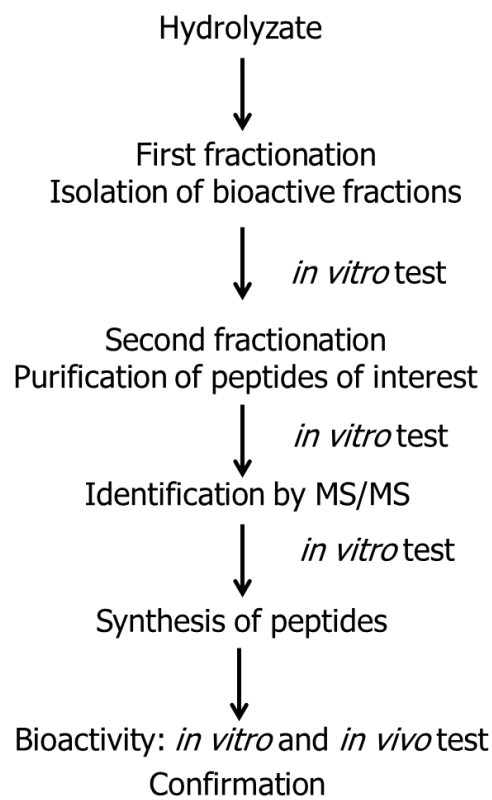 Hydrolyzate
First fractionation
Isolation of bioactive fractions
in vitro test
Second fractionation
Purification of peptides of interest
in vitro test
Identification by MS/MS
in vitro test
Synthesis of peptides
Bioactivity: in vitro and in vivo test
Confirmation